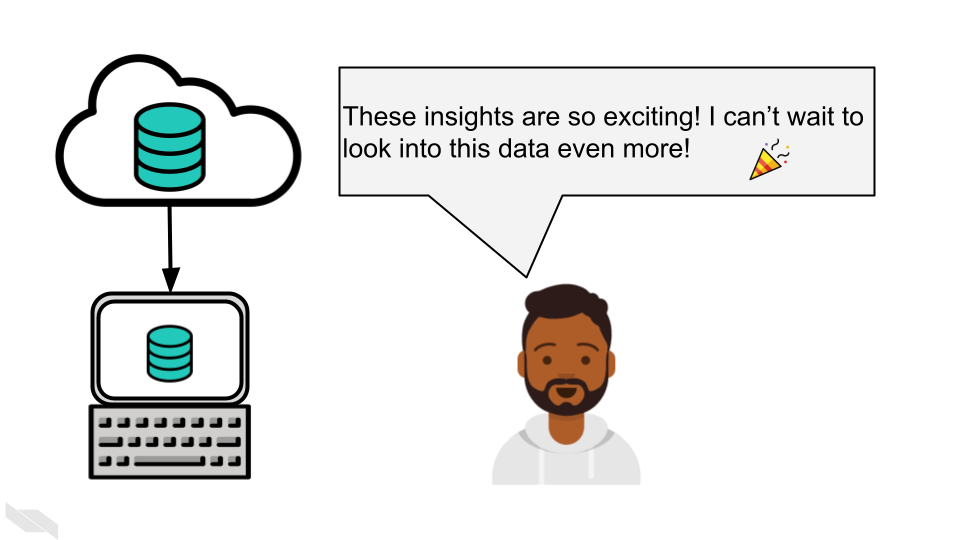 These insights are so exciting! I can’t wait to
look into this data even more!